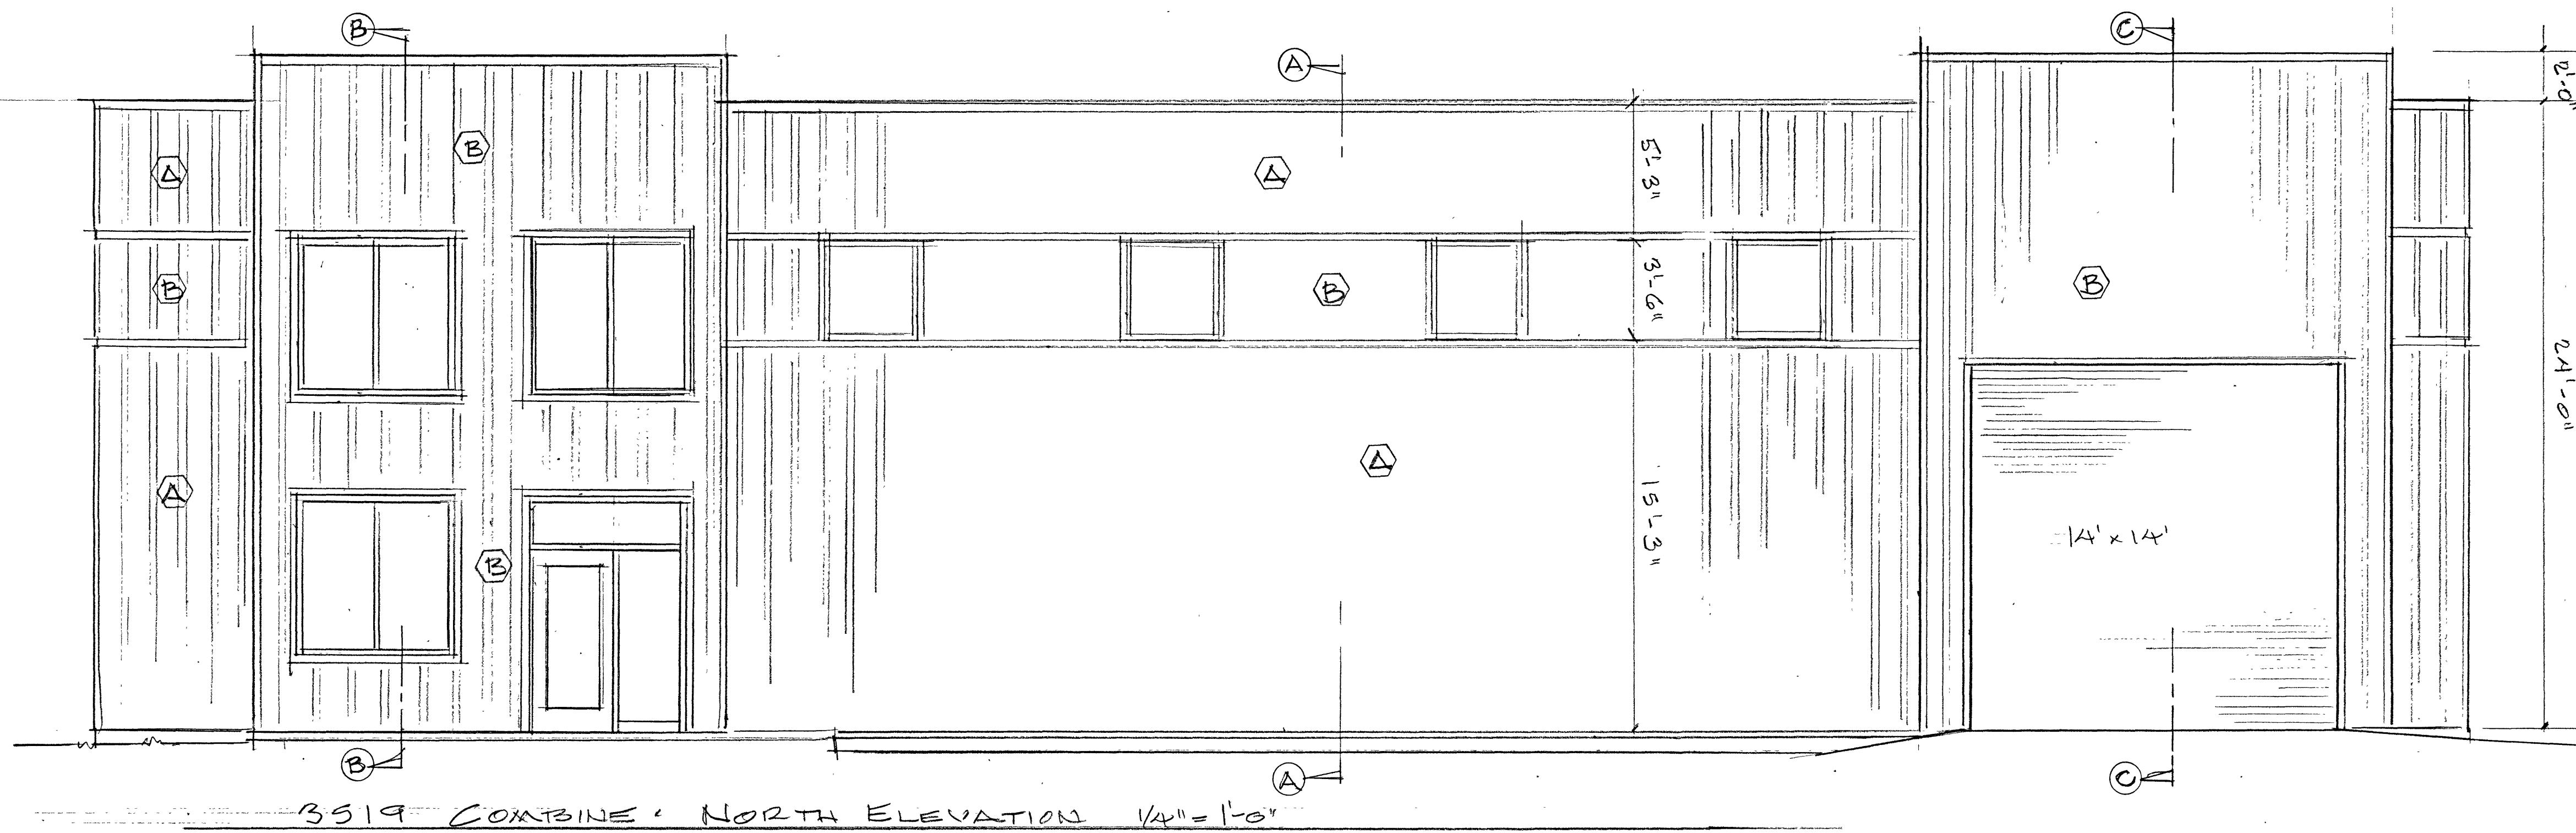 B
A
C
2'-0"
B
A
A
5'-3"
B
B
3'-6"
B
24'-0"
A
A
15'-3"
14' x 14'
B
B
A
C
3519 COMBINE · NORTH ELEVATION 1/4" = 1'-0"